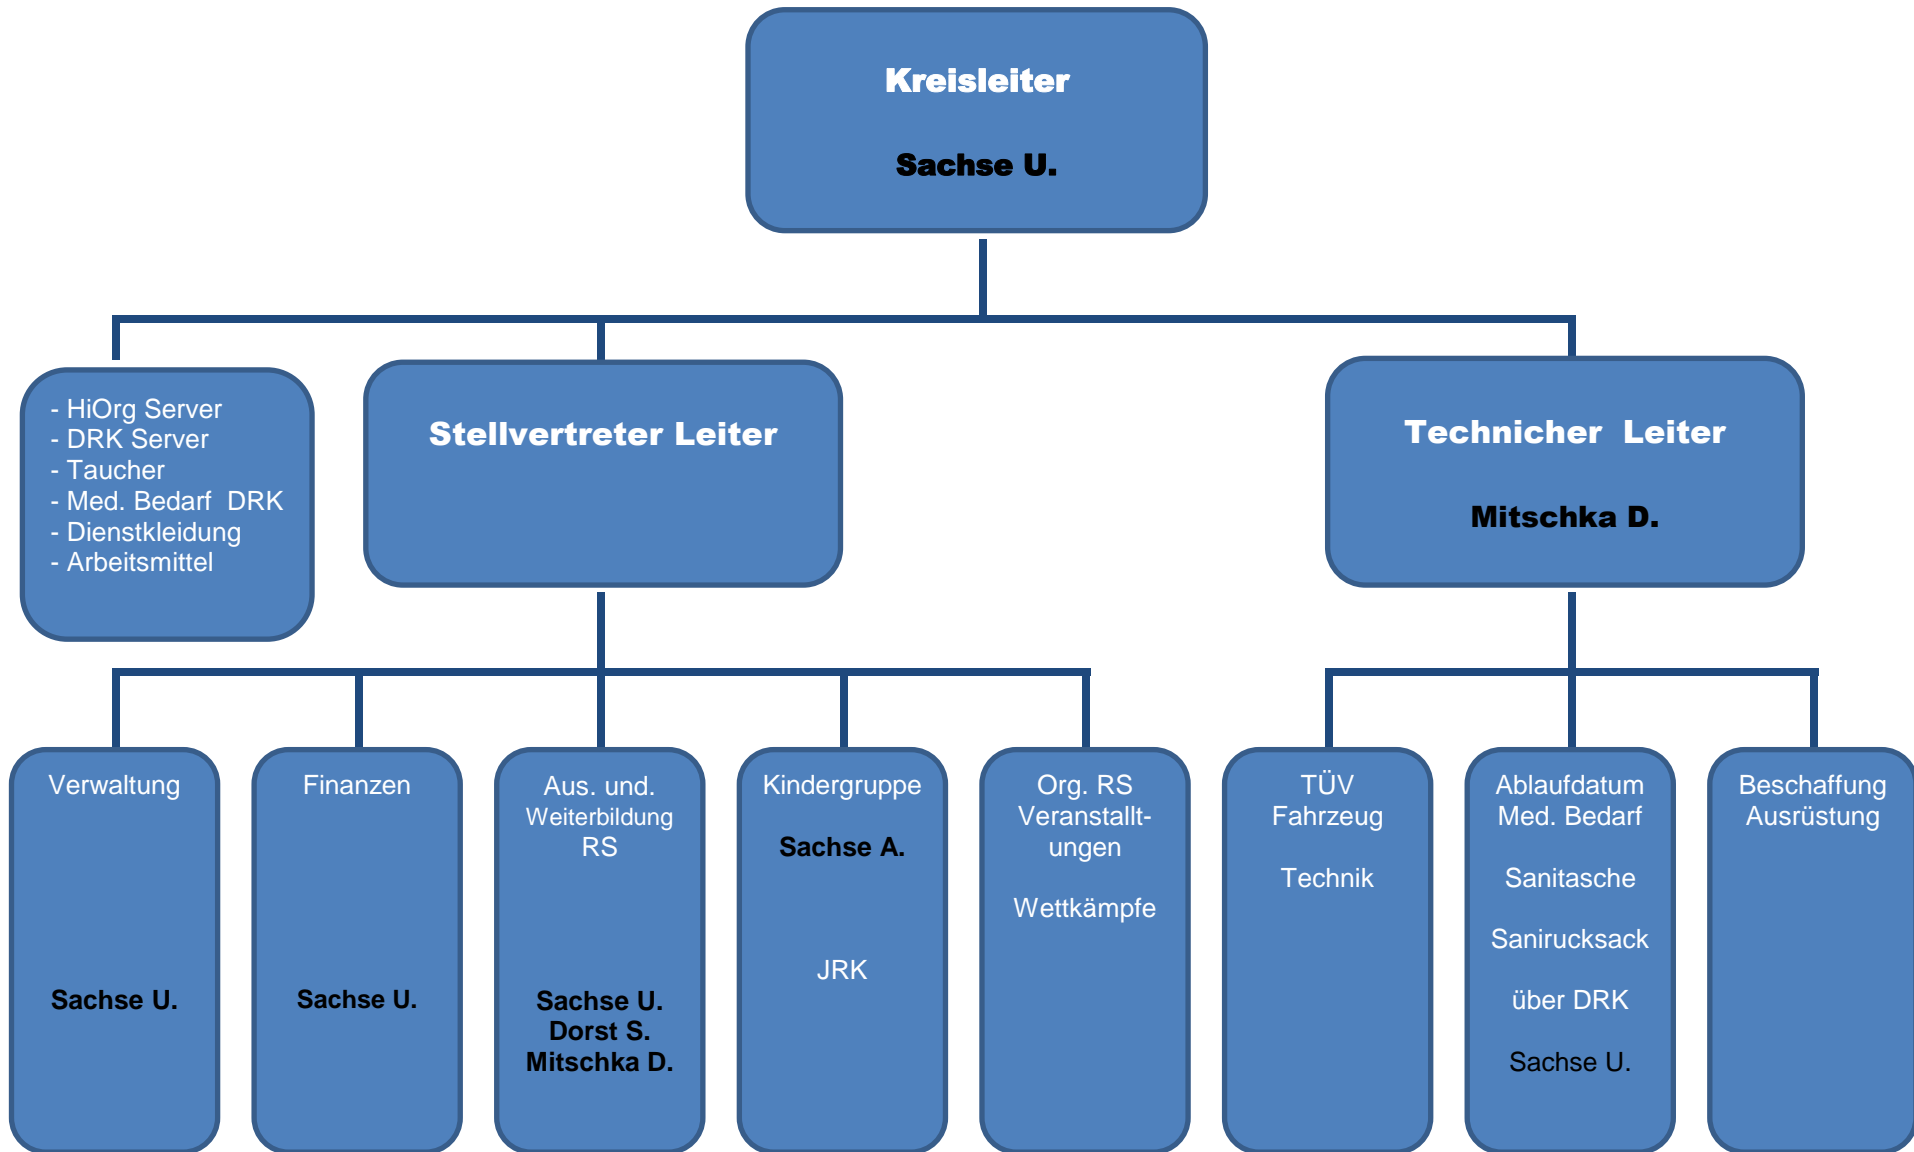 Kreisleiter
Sachse U.
- HiOrg Server
- DRK Server
- Taucher
- Med. Bedarf  DRK
- Dienstkleidung
- Arbeitsmittel
Stellvertreter Leiter
Technicher  Leiter
Mitschka D.
Verwaltung
Sachse U.
Finanzen
Sachse U.
Aus. und.
Weiterbildung
RS
Sachse U.
Dorst S.
Mitschka D.
Kindergruppe
Sachse A.
JRK
Org. RS
Veranstallt-
ungen
Wettkämpfe
TÜV
Fahrzeug
Technik
Ablaufdatum
Med. Bedarf
Sanitasche
Sanirucksack
über DRK
Sachse U.
Beschaffung
Ausrüstung